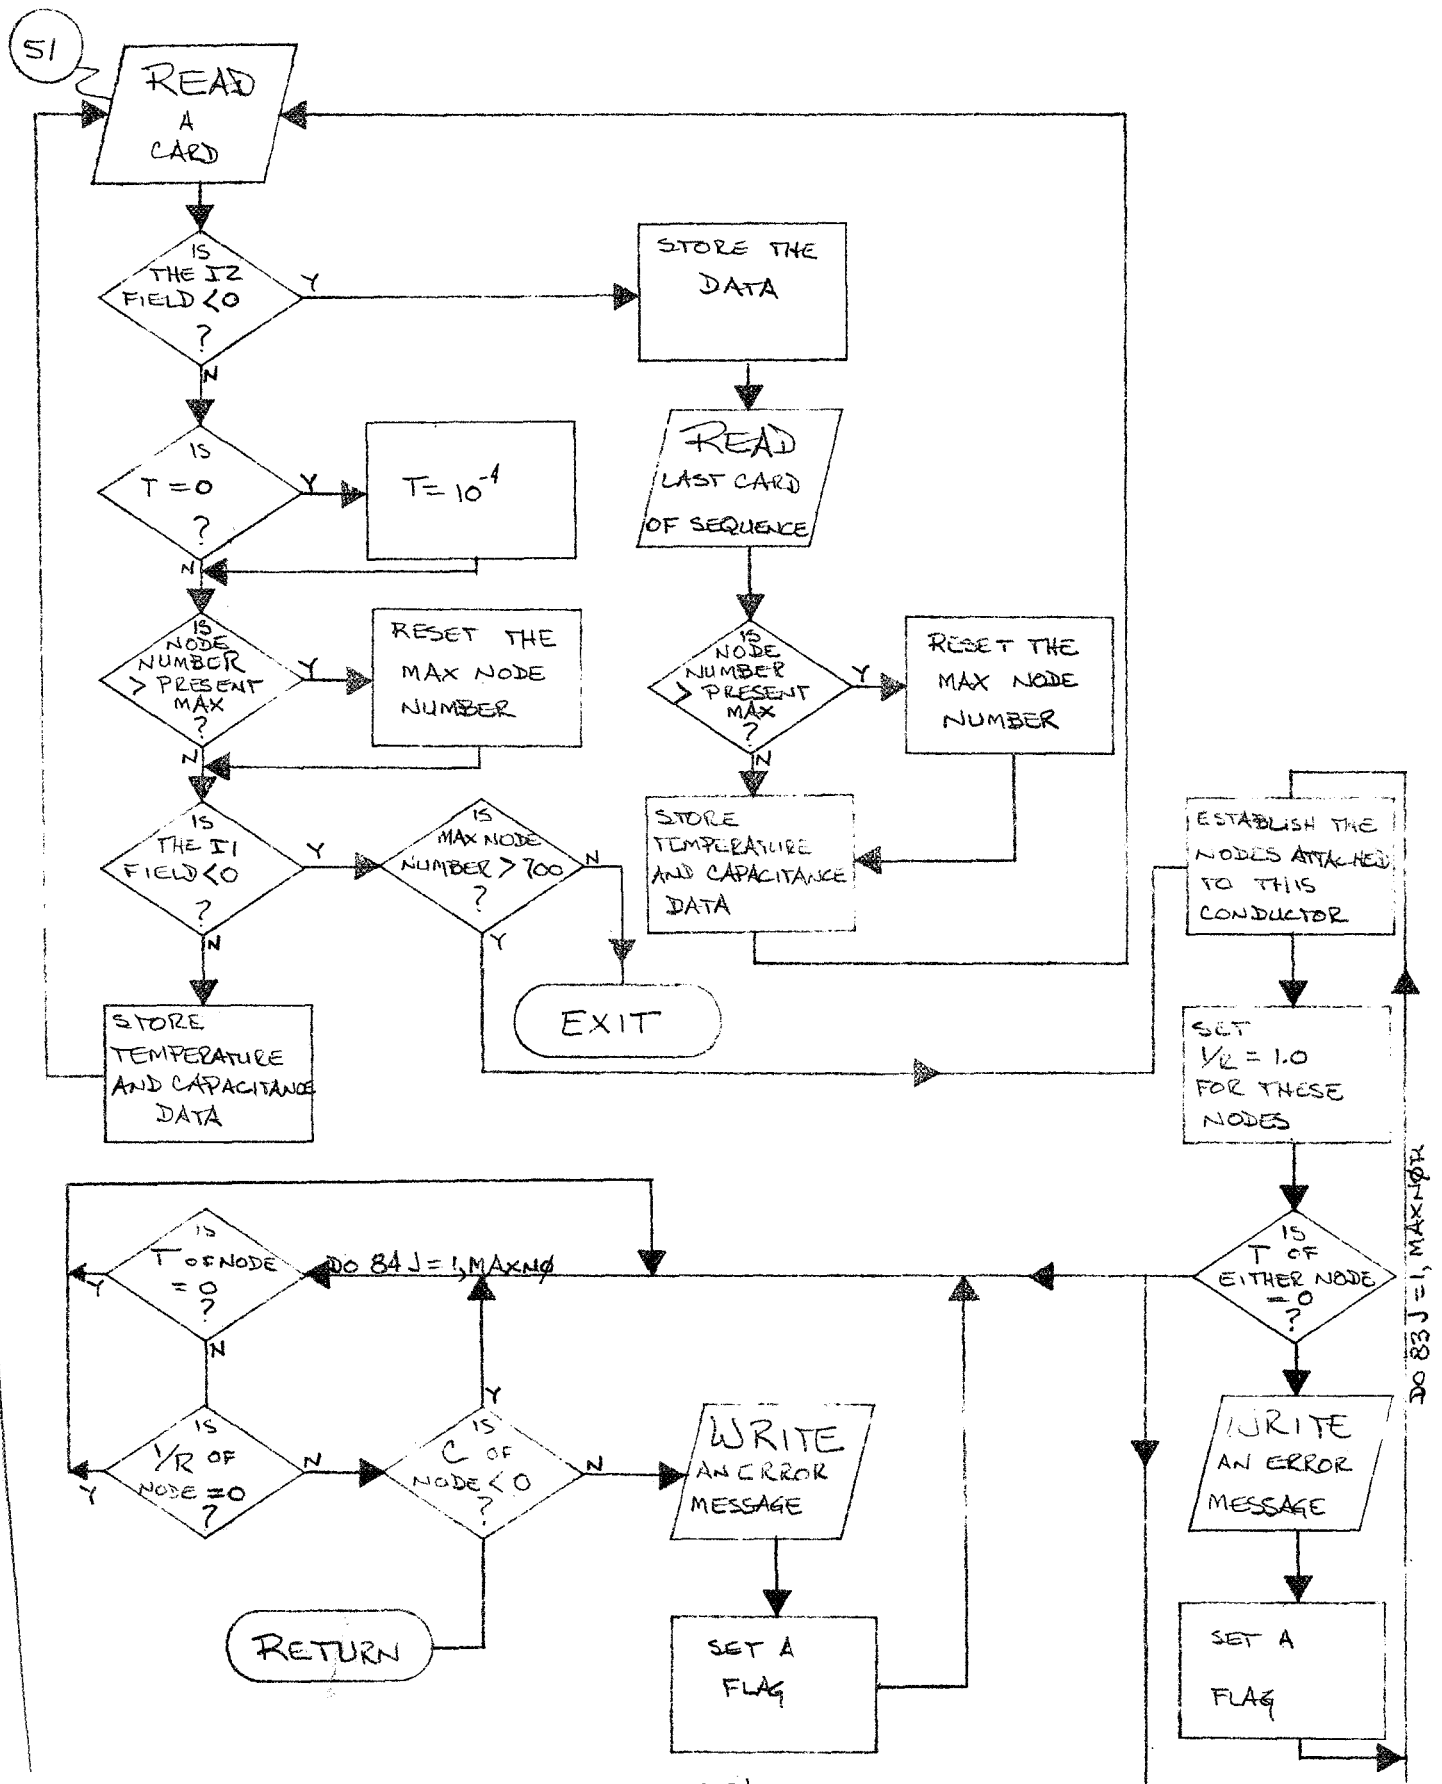 51
READ
A
CARD
IS
THE I2
FIELD <0
?
Y
N
STORE THE
DATA
IS
T = 0
?
Y
N
T = 10⁻⁴
READ
LAST CARD
OF SEQUENCE
IS
NODE
NUMBER
> PRESENT
MAX
?
Y
N
RESET THE
MAX NODE
NUMBER
IS
NODE
NUMBER
> PRESENT
MAX
?
Y
N
RESET THE
MAX NODE
NUMBER
IS
THE I1
FIELD <0
?
Y
N
IS
MAX NODE
NUMBER > 700
?
N
Y
STORE
TEMPERATURE
AND CAPACITANCE
DATA
ESTABLISH THE
NODES ATTACHED
TO THIS
CONDUCTOR
EXIT
STORE
TEMPERATURE
AND CAPACITANCE
DATA
SET
1/R = 1.0
FOR THESE
NODES
DO 83 J = 1, MAXNØR
IS
T OF NODE
= 0
?
Y
N
DO 84 J = 1, MAXNØ
IS
T OF
EITHER NODE
= 0
?
IS
1/R OF
NODE = 0
?
Y
N
IS
C OF
NODE < 0
?
Y
N
WRITE
AN ERROR
MESSAGE
WRITE
AN ERROR
MESSAGE
RETURN
SET A
FLAG
SET A
FLAG